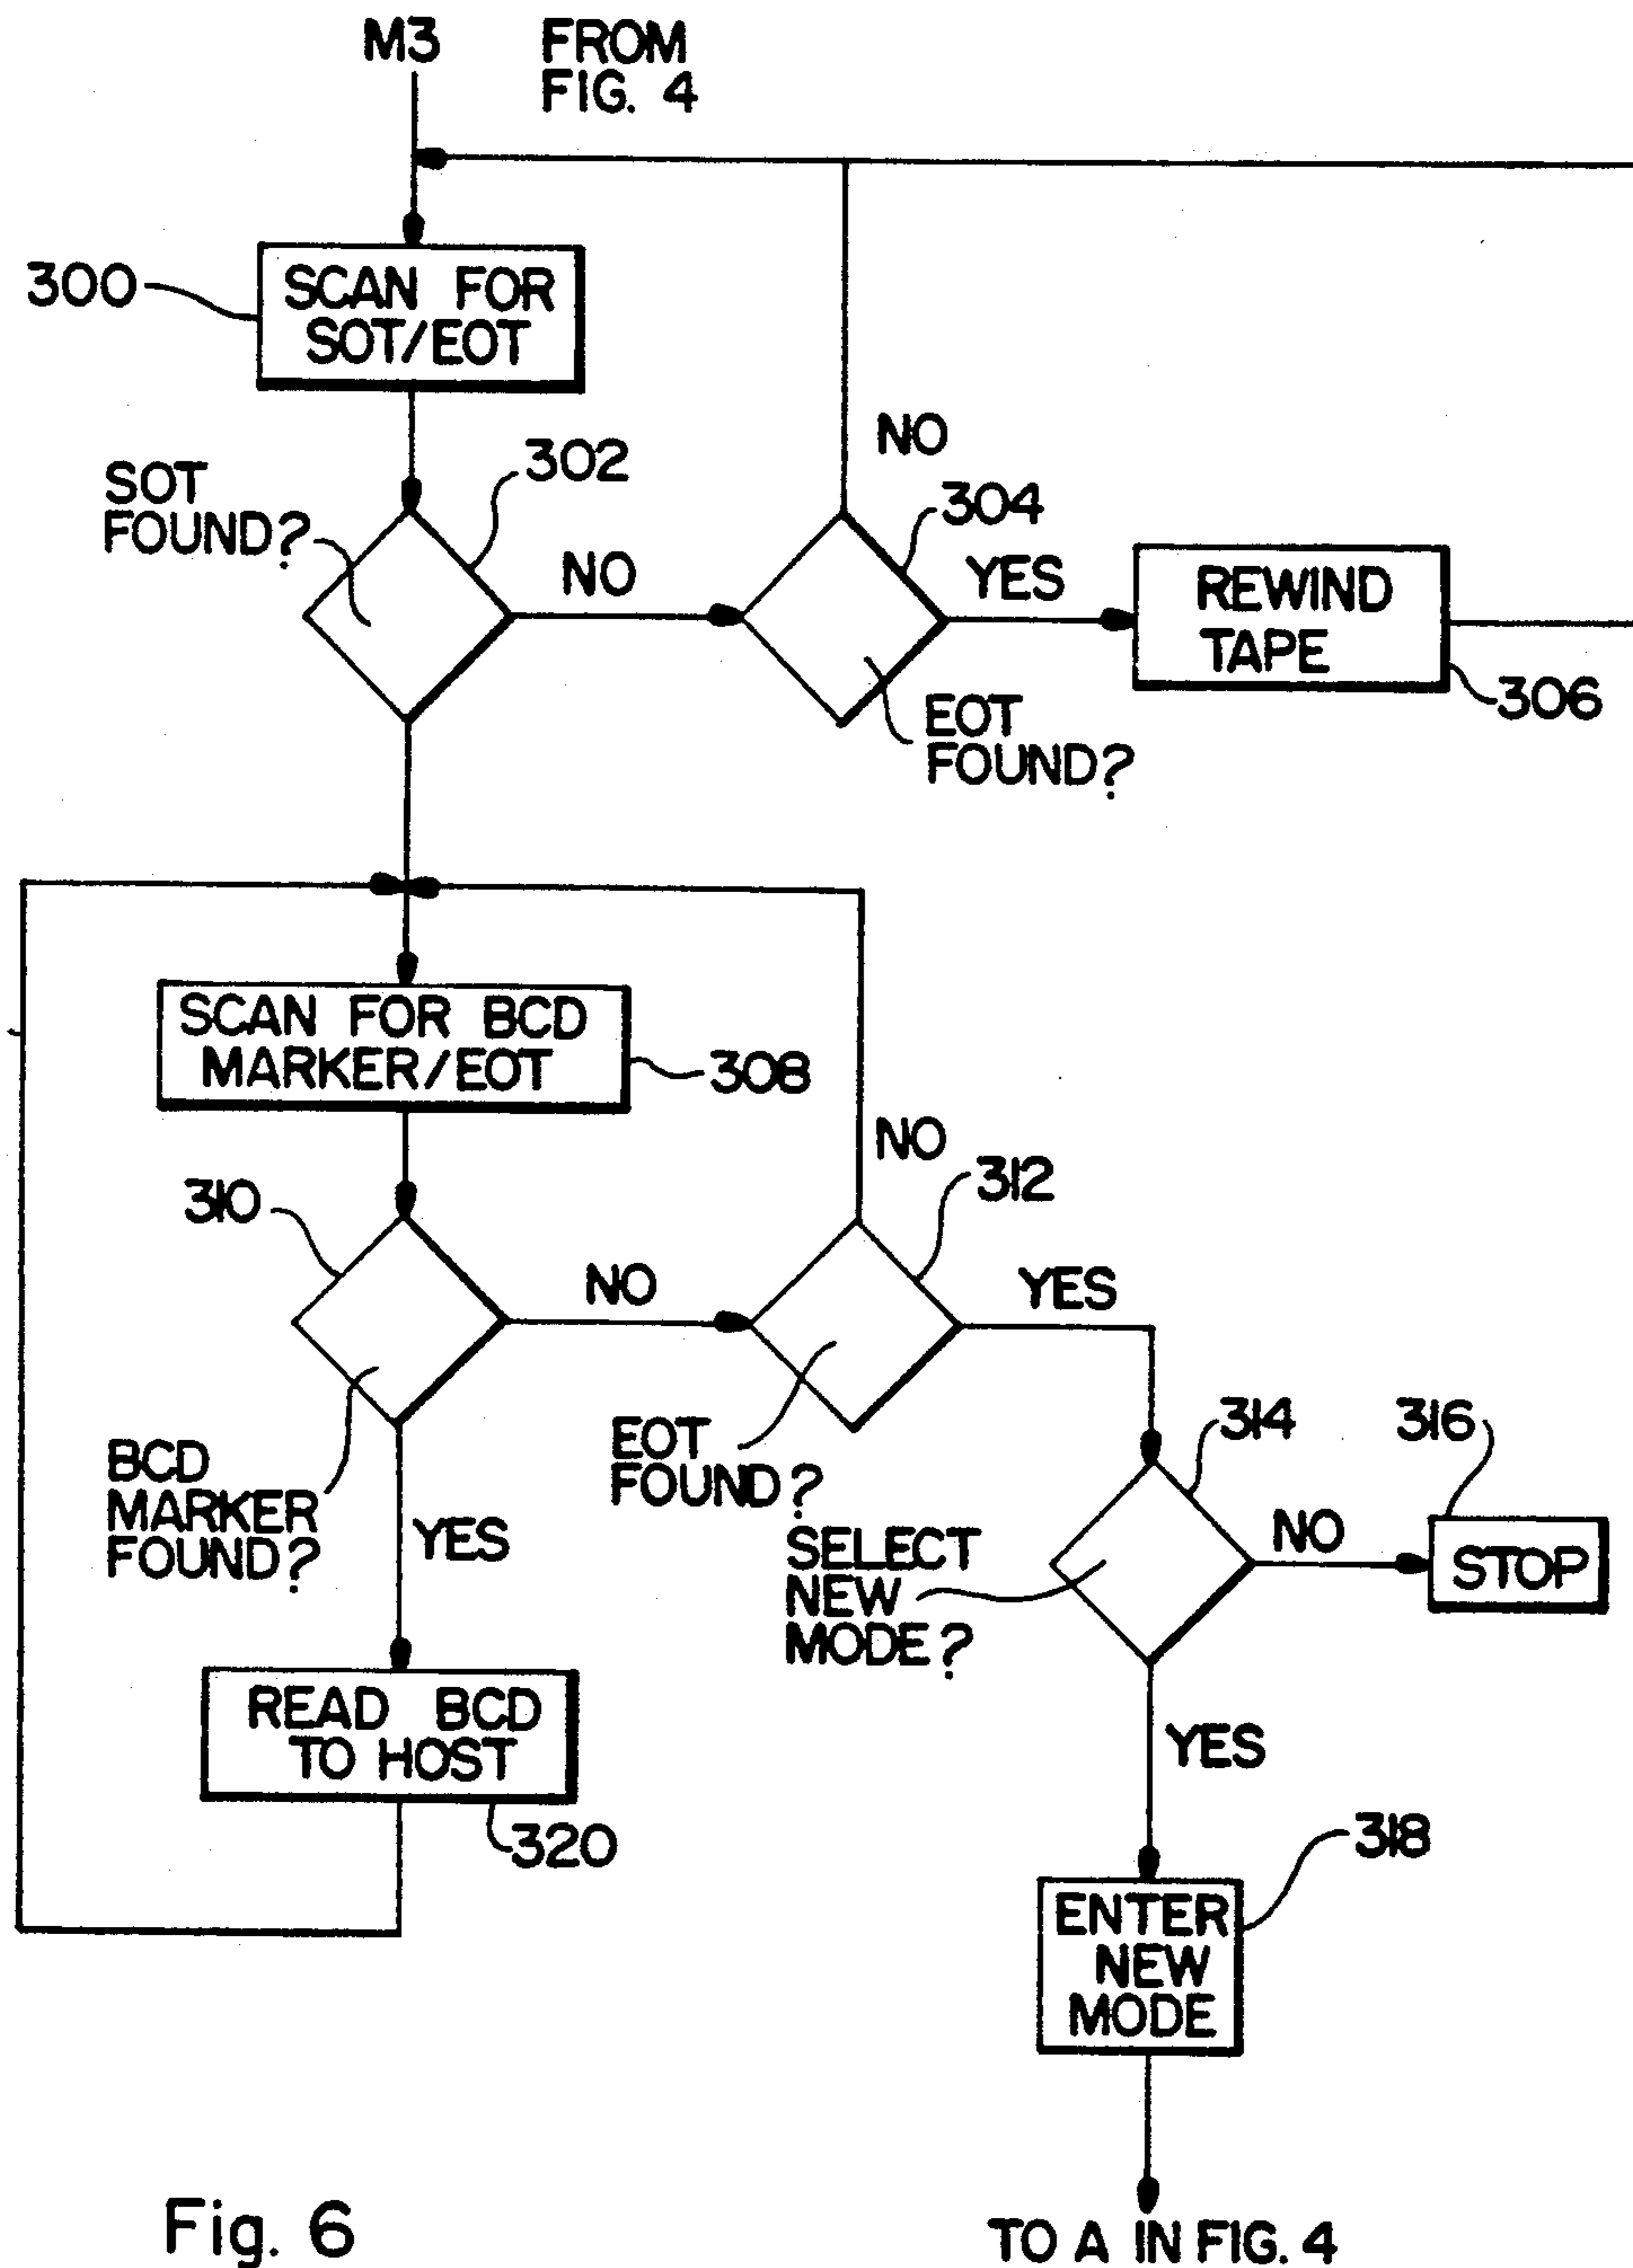 M3
FROM
FIG. 4
300
SCAN FOR
SOT/EOT
SOT
FOUND?
302
NO
NO
304
YES
REWIND
TAPE
306
EOT
FOUND?
SCAN FOR BCD
MARKER/EOT
308
310
NO
NO
312
YES
BCD
MARKER
FOUND?
YES
EOT
FOUND?
314
316
SELECT
NEW
MODE?
NO
STOP
READ BCD
TO HOST
320
YES
318
ENTER
NEW
MODE
Fig. 6
TO A IN FIG. 4